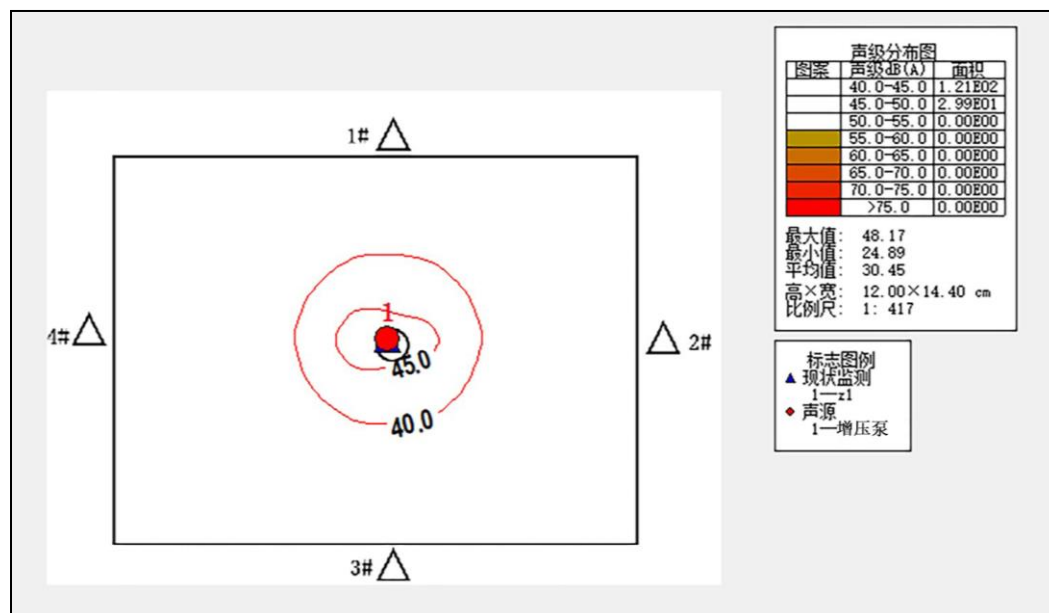 1#
4#
2#
3#
1
45.0
40.0
声级分布图
图案 声级dB(A) 面积
40.0-45.0 1.21E02
45.0-50.0 2.99E01
50.0-55.0 0.00E00
55.0-60.0 0.00E00
60.0-65.0 0.00E00
65.0-70.0 0.00E00
70.0-75.0 0.00E00
>75.0 0.00E00
最大值: 48.17
最小值: 24.89
平均值: 30.45
高×宽: 12.00×14.40 cm
比例尺: 1: 417
标志图例
现状监测
1—z1
声源
1—增压泵